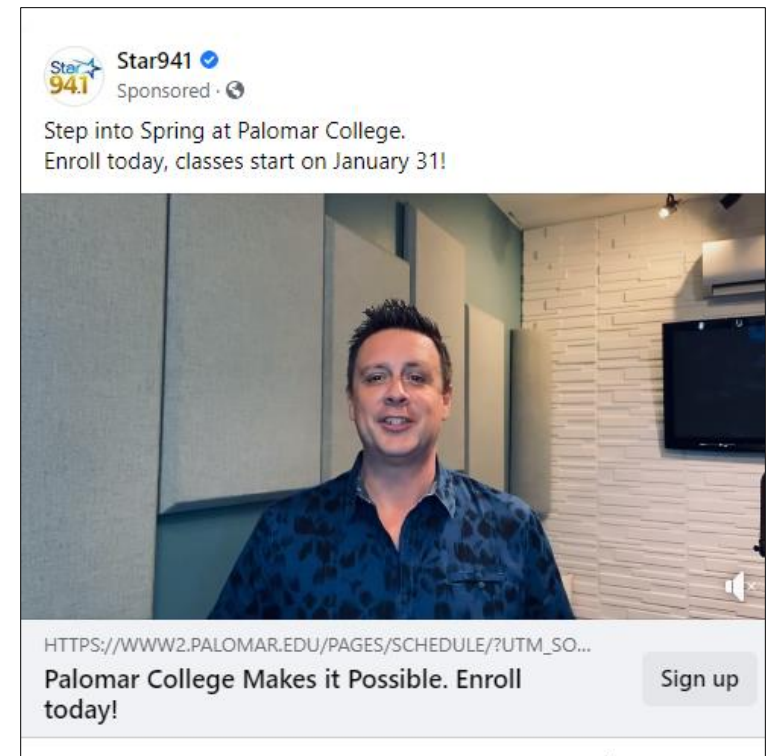 Star
94.1
Star941
Sponsored ·
Step into Spring at Palomar College.
Enroll today, classes start on January 31!
HTTPS://WWW2.PALOMAR.EDU/PAGES/SCHEDULE/?UTM_SO...
Palomar College Makes it Possible. Enroll
today!
Sign up